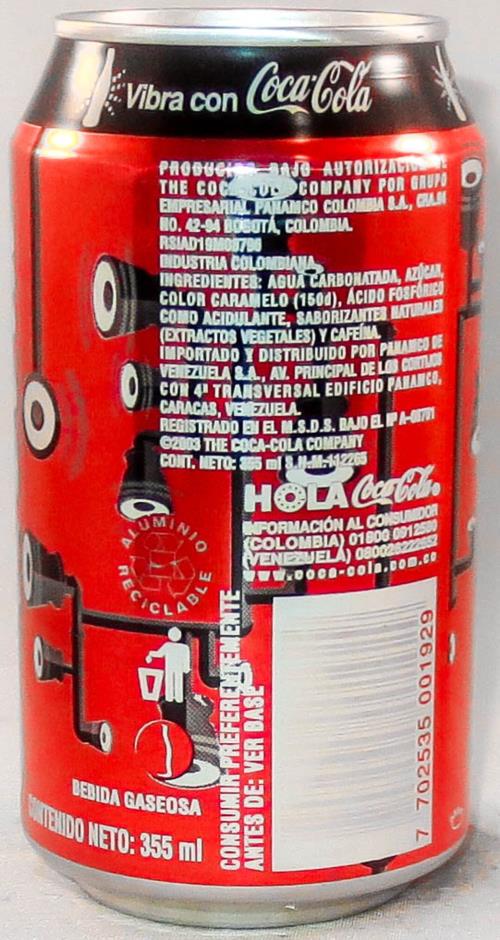 Vibra con Coca-Cola
PRODUCIDO BAJO AUTORIZACION DE
THE COCA-COLA COMPANY POR GRUPO
EMPRESARIAL PANAMCO COLOMBIA S.A., CRA.94
NO. 42-94 BOGOTÁ, COLOMBIA.
INDUSTRIA COLOMBIANA
INGREDIENTES: AGUA CARBONATADA, AZÚCAR,
COLOR CARAMELO (150d), ÁCIDO FOSFÓRICO
COMO ACIDULANTE, SABORIZANTES NATURALES
(EXTRACTOS VEGETALES) Y CAFEÍNA.
IMPORTADO Y DISTRIBUIDO POR PANAMCO DE
VENEZUELA S.A., AV. PRINCIPAL DE LOS CORTIJOS
CON 4ª TRANSVERSAL EDIFICIO PANAMCO,
CARACAS, VENEZUELA.
REGISTRADO EN EL M.S.D.S. BAJO EL Nº
©2003 THE COCA-COLA COMPANY
CONT. NETO: 355 ml S.N.M.
HOLA Coca-Cola
INFORMACIÓN AL CONSUMIDOR
(COLOMBIA) 01800 0912580
(VENEZUELA)
www.coca-cola.com.co
ALUMINIO
RECICLABLE
CONSUMIR PREFERENTEMENTE
ANTES DE: VER BASE
BEBIDA GASEOSA
CONTENIDO NETO: 355 ml
7 702535 001929